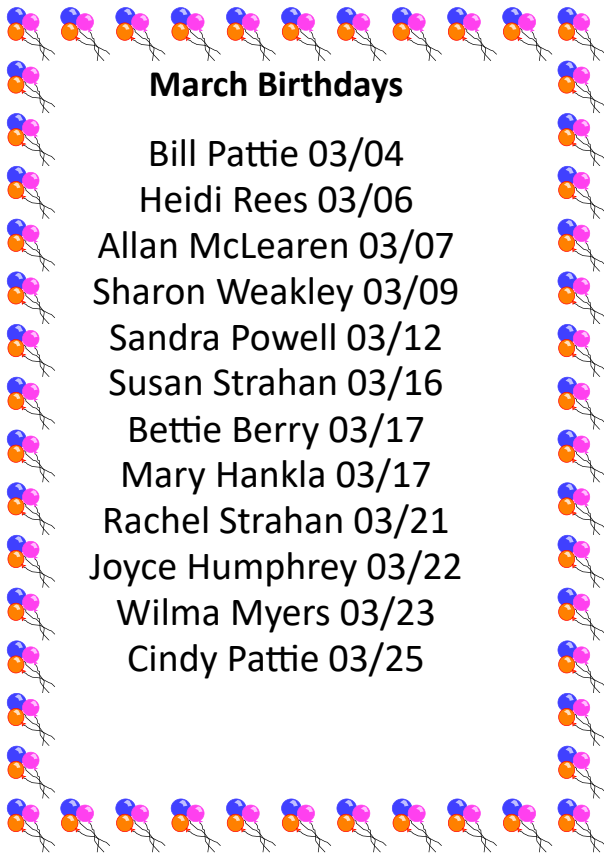 March Birthdays
Bill Pattie 03/04
Heidi Rees 03/06
Allan McLearen 03/07
Sharon Weakley 03/09
Sandra Powell 03/12
Susan Strahan 03/16
Bettie Berry 03/17
Mary Hankla 03/17
Rachel Strahan 03/21
Joyce Humphrey 03/22
Wilma Myers 03/23
Cindy Pattie 03/25